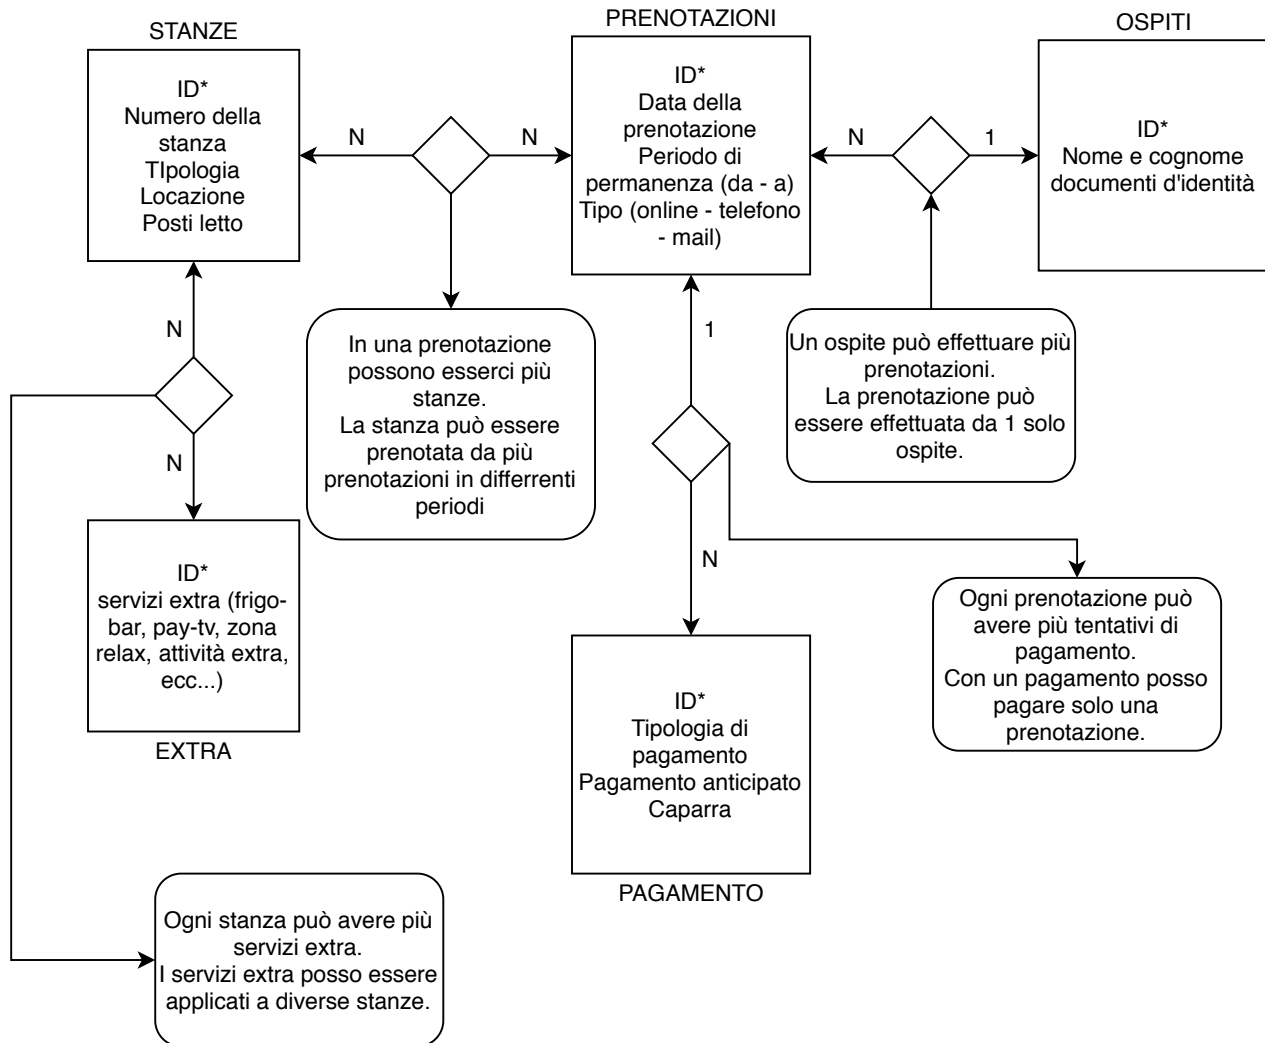 STANZE
ID*
Numero della
stanza
TIpologia
Locazione
Posti letto
PRENOTAZIONI
ID*
Data della
prenotazione
Periodo di
permanenza (da - a)
Tipo (online - telefono
- mail)
OSPITI
ID*
Nome e cognome
documenti d'identità
N
N
N
1
N
N
1
N
In una prenotazione
possono esserci più
stanze.
La stanza può essere
prenotata da più
prenotazioni in differrenti
periodi
Un ospite può effettuare più
prenotazioni.
La prenotazione può
essere effettuata da 1 solo
ospite.
ID*
servizi extra (frigo-
bar, pay-tv, zona
relax, attività extra,
ecc...)
EXTRA
ID*
Tipologia di
pagamento
Pagamento anticipato
Caparra
PAGAMENTO
Ogni prenotazione può
avere più tentativi di
pagamento.
Con un pagamento posso
pagare solo una
prenotazione.
Ogni stanza può avere più
servizi extra.
I servizi extra posso essere
applicati a diverse stanze.